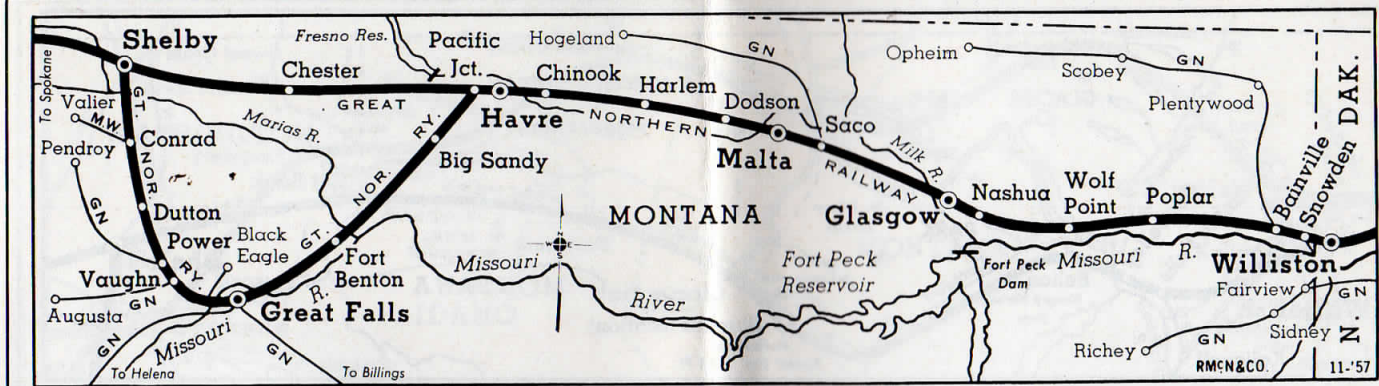 To Spokane
Shelby
Chester
Fresno Res.
Pacific
Jct.
Hogeland
GN
Opheim
Scobey
GN
Plentywood
Chinook
Harlem
Dodson
Saco
GREAT
Havre
NORTHERN
Malta
RAILWAY
Milk R.
Glasgow
Nashua
Wolf
Point
Poplar
Bainville
Snowden
N DAK.
Valier
MW.
Pendroy
GT.
NOR.
RY.
Conrad
Marias R.
Big Sandy
GN
Dutton
Power
Black
Eagle
GT.
NOR.
RY.
Fort
Benton
MONTANA
Vaughn
GN
Augusta
Great Falls
Missouri
R.
Missouri
River
N
W
E
S
Fort Peck
Reservoir
Fort Peck
Dam
Missouri
R.
Williston
Fairview
GN
Sidney
GN
Richey
GN
To Helena
GN
To Billings
RMCN&CO.
11-'57